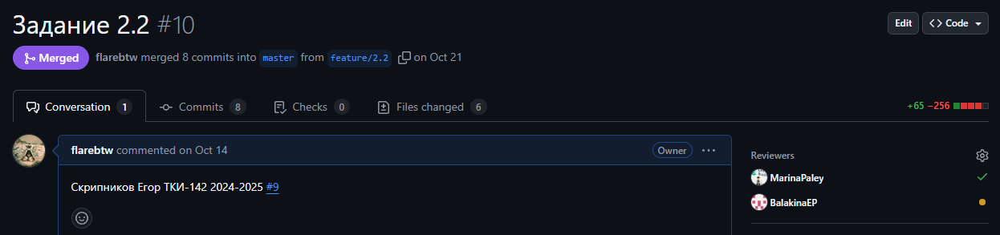 Задание 2.2 #10
Edit
Code
Merged flarebtw merged 8 commits into master from feature/2.2 on Oct 21
Conversation 1 Commits 8 Checks 0 Files changed 6
+65 −256
flarebtw commented on Oct 14
Owner
Скрипников Егор ТКИ-142 2024-2025 #9
Reviewers
MarinaPaley
BalakinaEP